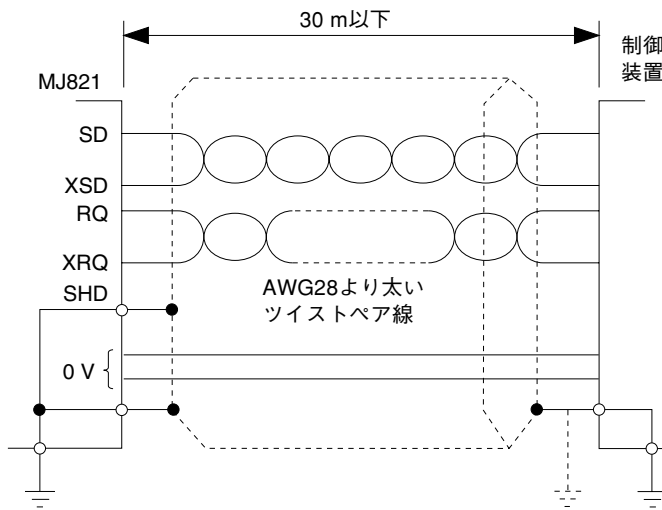 30 m以下
制御
装置
MJ821
SD
XSD
RQ
XRQ
SHD
AWG28より太い
ツイストペア線
0 V